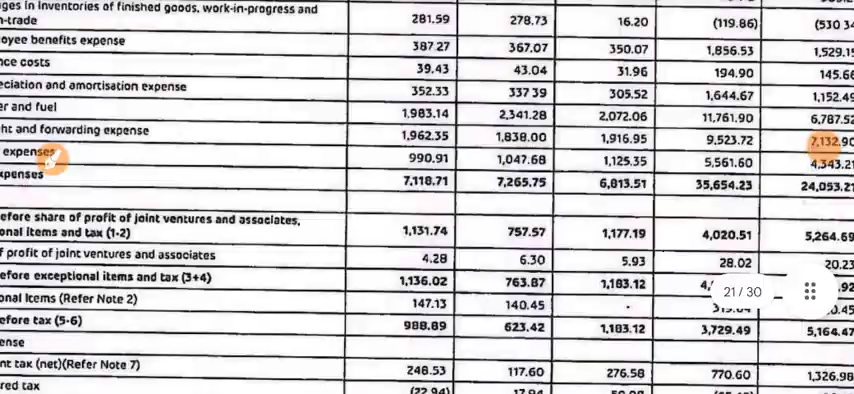 ges in inventories of finished goods, work-in-progress and
n-trade 281.59 278.73 16.20 (119.86) (530 34
oyee benefits expense 387.27 367.07 350.07 1,856.53 1,529.15
nce costs 39.43 43.04 31.96 194.90 145.66
eciation and amortisation expense 352.33 337 39 305.52 1,644.67 1,152.49
er and fuel 1,983.14 2,341.28 2,072.06 11,761.90 6,787.52
ht and forwarding expense 1,962.35 1,838.00 1,916.95 9,523.72 7,132.90
expenses 990.91 1,047.68 1,125.35 5,561.60 4,343.21
xpenses 7,118.71 7,265.75 6,813.51 35,654.23 24,053.21
efore share of profit of joint ventures and associates,
onal items and tax (1-2) 1,131.74 757.57 1,177.19 4,020.51 5,264.69
f profit of joint ventures and associates 4.28 6.30 5.93 28.02 20.23
efore exceptional items and tax (3+4) 1,136.02 763.87 1,183.12
onal Items (Refer Note 2) 147.13 140.45 -
21 / 30
efore tax (5-6) 988.89 623.42 1,183.12 3,729.49 5,164.47
ense
nt tax (net)(Refer Note 7) 248.53 117.60 276.58 770.60 1,326.98
red tax